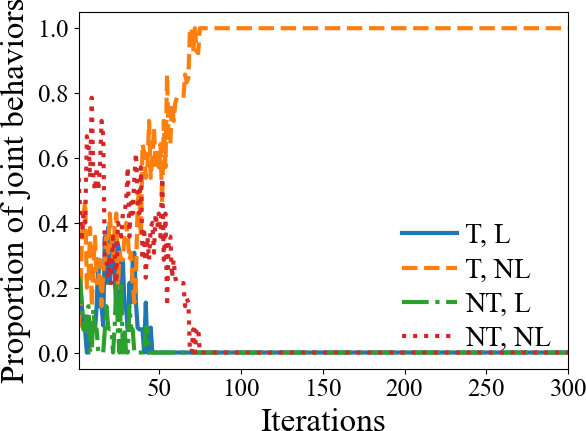 Proportion of joint behaviors
1.0
0.8
0.6
0.4
0.2
0.0
T, L
T, NL
NT, L
NT, NL
50 100 150 200 250 300
Iterations